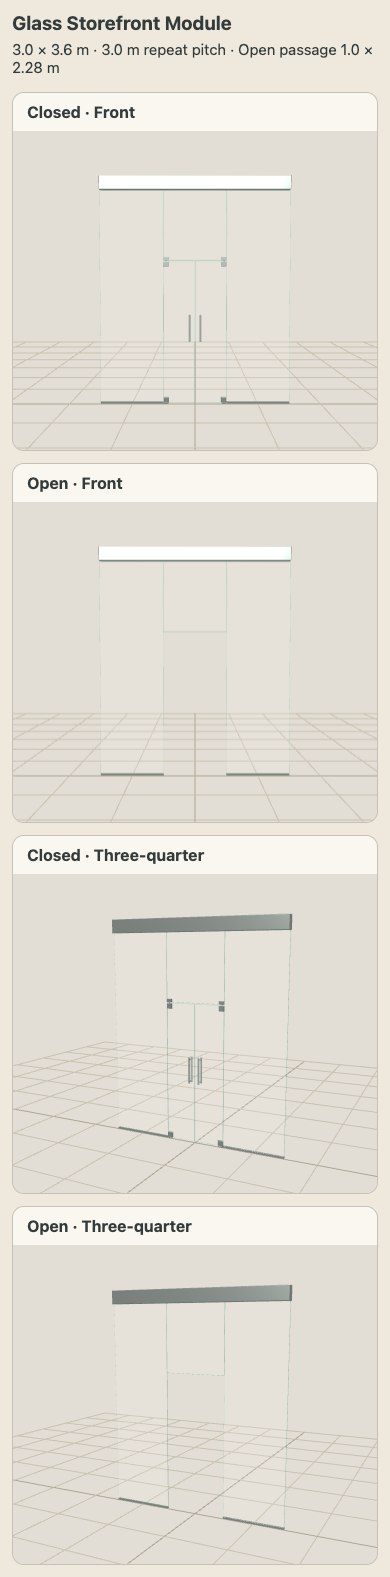 Glass Storefront Module
3.0 × 3.6 m · 3.0 m repeat pitch · Open passage 1.0 ×
2.28 m
Closed · Front
Open · Front
Closed · Three-quarter
Open · Three-quarter